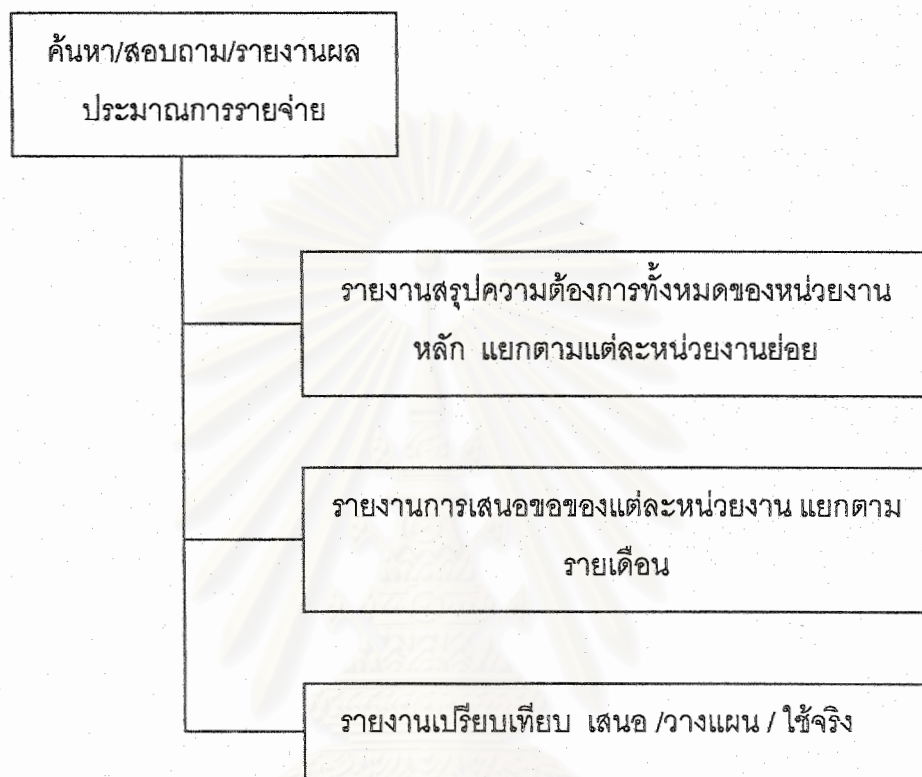 ค้นหา/สอบถาม/รายงานผล
ประมาณการรายจ่าย
รายงานสรุปความต้องการทั้งหมดของหน่วยงาน
หลัก แยกตามแต่ละหน่วยงานย่อย
รายงานการเสนอขอของแต่ละหน่วยงาน แยกตาม
รายเดือน
รายงานเปรียบเทียบ เสนอ /วางแผน / ใช้จริง